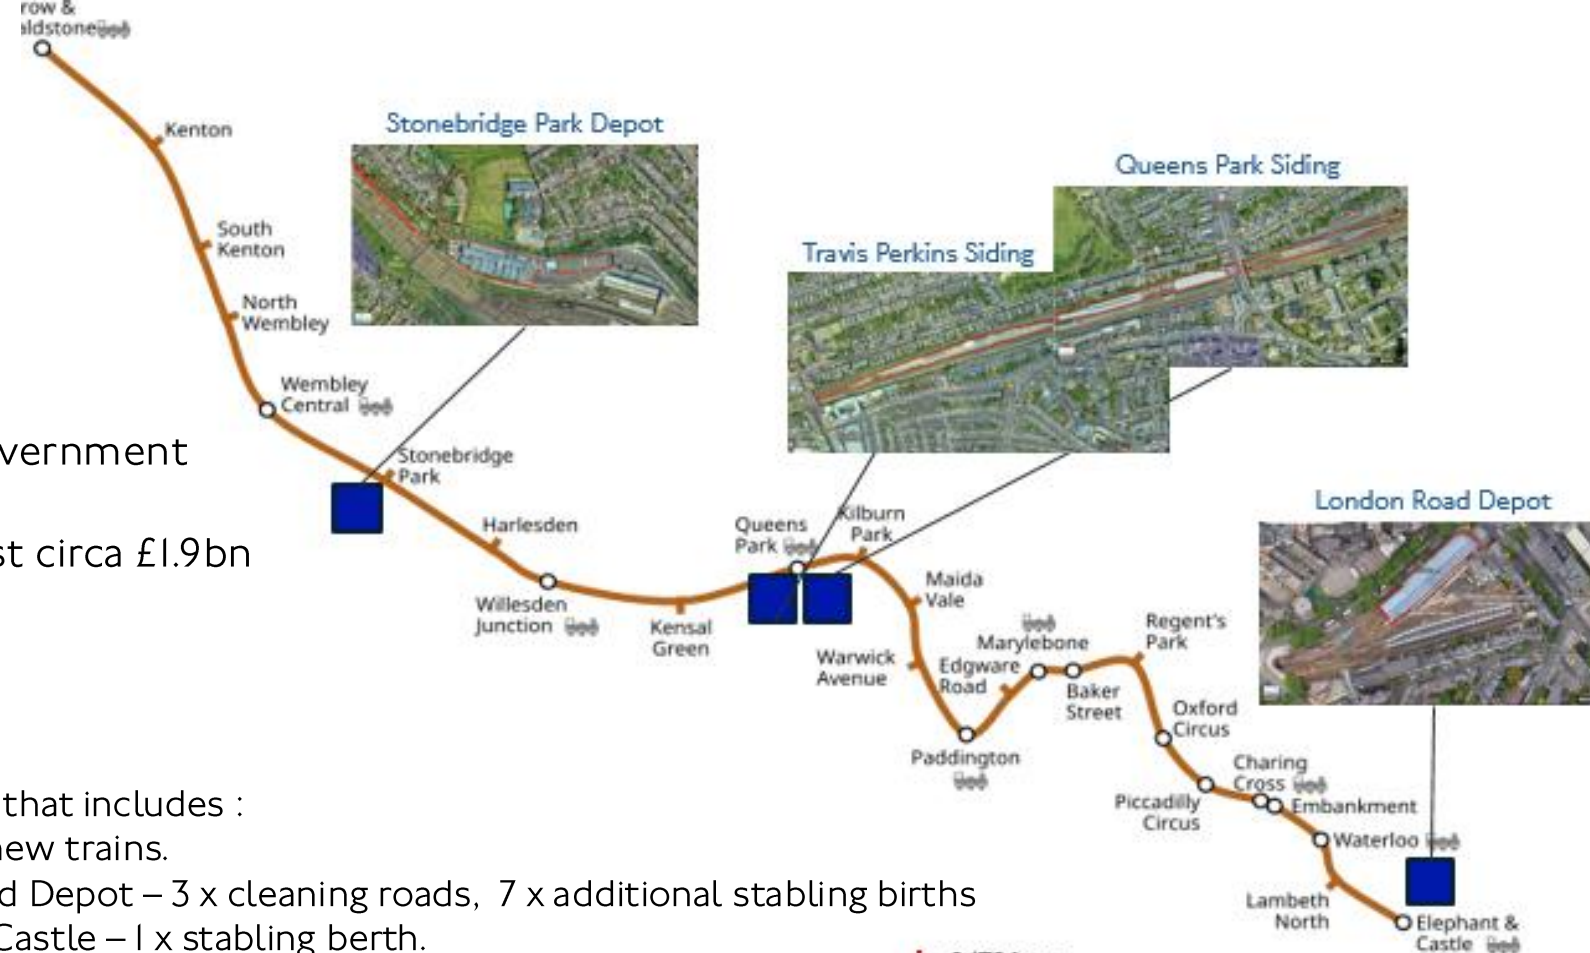 row &
aldstone
Kenton
Stonebridge Park Depot
Queens Park Siding
South
Kenton
Travis Perkins Siding
North
Wembley
Wembley
Central
vernment
Stonebridge
Park
London Road Depot
Harlesden
Queens
Park
Kilburn
Park
st circa £1.9bn
Maida
Vale
Willesden
Junction
Kensal
Green
Regent's
Park
Marylebone
Warwick
Avenue
Edgware
Road
Baker
Street
Oxford
Circus
Paddington
Charing
Cross
Piccadilly
Circus
Embankment
that includes :
Waterloo
new trains.
d Depot – 3 x cleaning roads, 7 x additional stabling births
Lambeth
North
Elephant &
Castle
Castle – 1 x stabling berth.